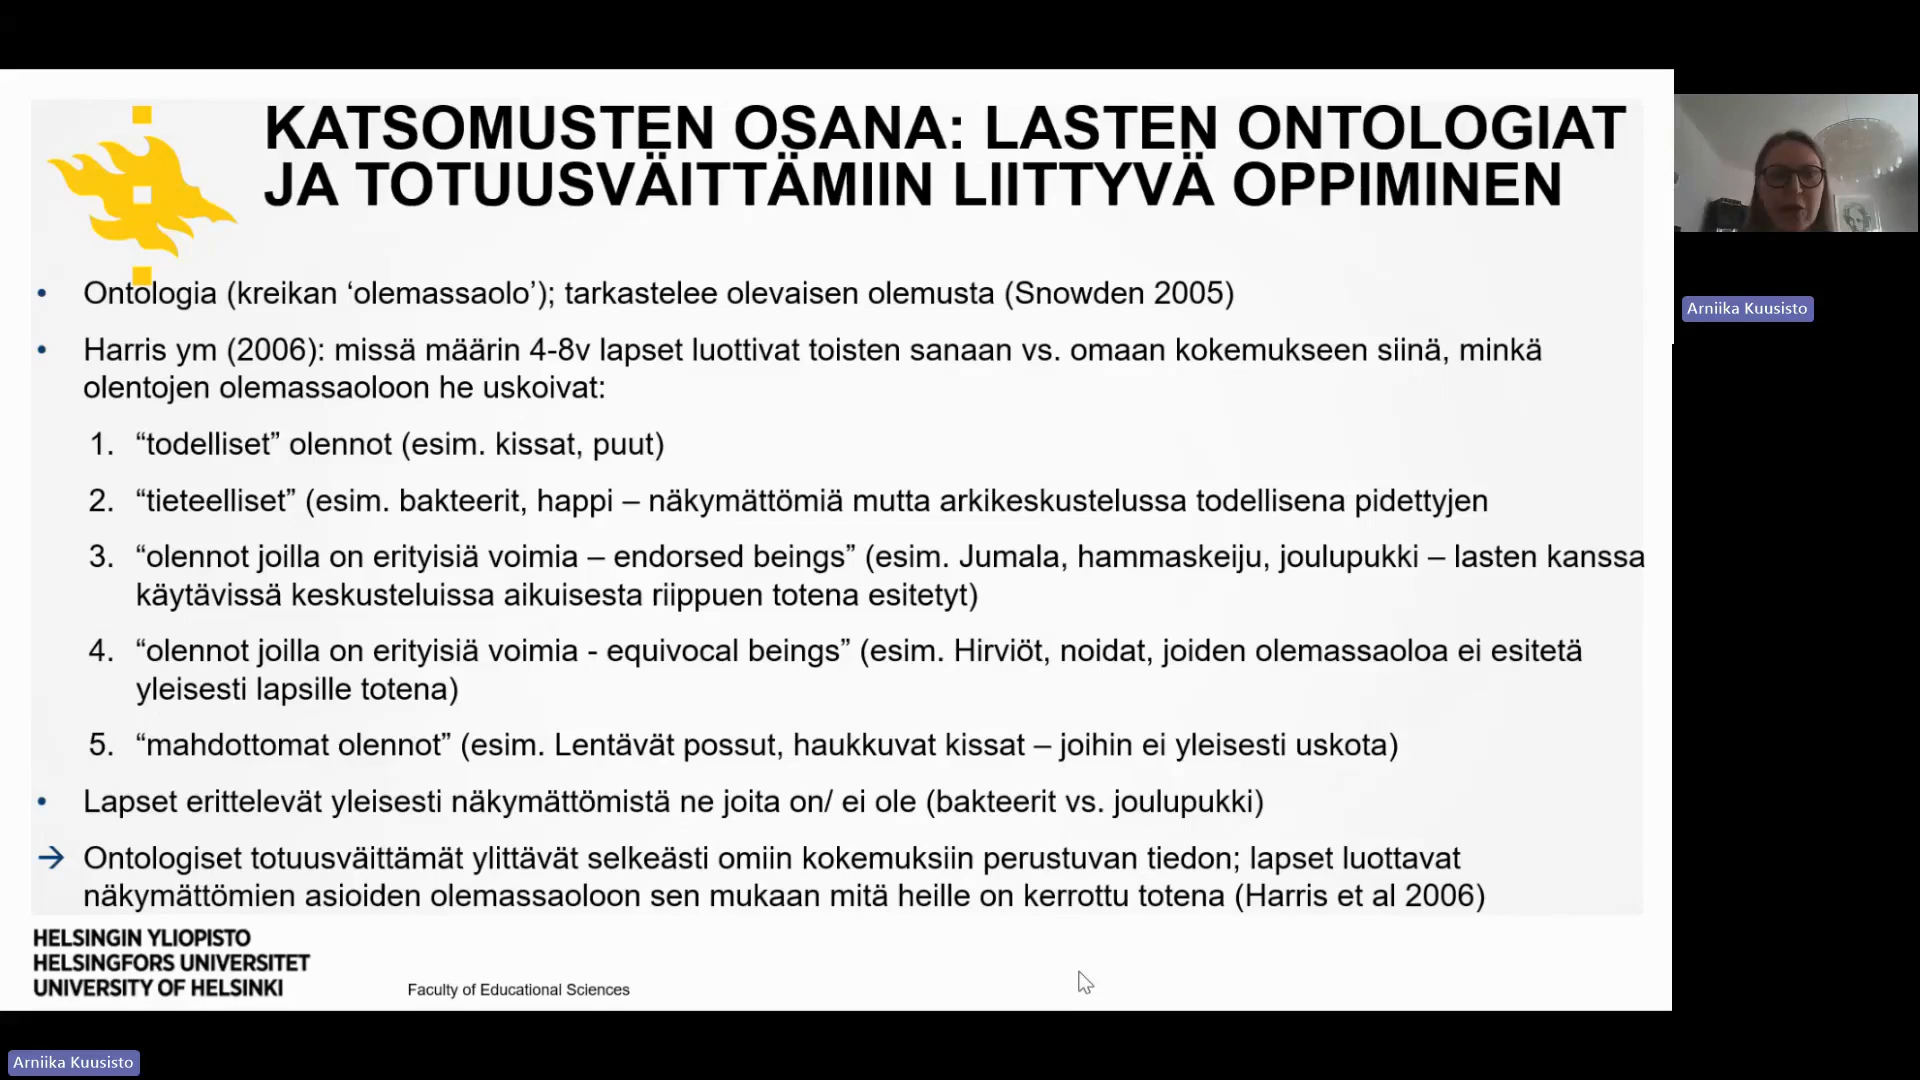 KATSOMUSTEN OSANA: LASTEN ONTOLOGIAT
JA TOTUUSVÄITTÄMIIN LIITTYVÄ OPPIMINEN
• Ontologia (kreikan ‘olemassaolo’); tarkastelee olevaisen olemusta (Snowden 2005)
• Harris ym (2006): missä määrin 4-8v lapset luottivat toisten sanaan vs. omaan kokemukseen siinä, minkä
olentojen olemassaoloon he uskoivat:
1. “todelliset” olennot (esim. kissat, puut)
2. “tieteelliset” (esim. bakteerit, happi – näkymättömiä mutta arkikeskustelussa todellisena pidettyjen
3. “olennot joilla on erityisiä voimia – endorsed beings” (esim. Jumala, hammaskeiju, joulupukki – lasten kanssa
käytävissä keskusteluissa aikuisesta riippuen totena esitetyt)
4. “olennot joilla on erityisiä voimia - equivocal beings” (esim. Hirviöt, noidat, joiden olemassaoloa ei esitetä
yleisesti lapsille totena)
5. “mahdottomat olennot” (esim. Lentävät possut, haukkuvat kissat – joihin ei yleisesti uskota)
• Lapset erittelevät yleisesti näkymättömistä ne joita on/ ei ole (bakteerit vs. joulupukki)
→ Ontologiset totuusväittämät ylittävät selkeästi omiin kokemuksiin perustuvan tiedon; lapset luottavat
näkymättömien asioiden olemassaoloon sen mukaan mitä heille on kerrottu totena (Harris et al 2006)
HELSINGIN YLIOPISTO
HELSINGFORS UNIVERSITET
UNIVERSITY OF HELSINKI
Faculty of Educational Sciences
Arniika Kuusisto
Arniika Kuusisto